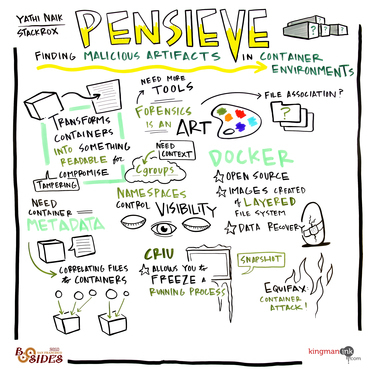 YATHI NAIK
STACKROX
PENSIEVE
FINDING MALICIOUS ARTIFACTS IN CONTAINER
ENVIRONMENTS
NEED MORE
TOOLS
FORENSICS
IS AN ART
FILE ASSOCIATION?
?
TRANSFORMS
CONTAINERS
INTO SOMETHING
READABLE for
COMPROMISE
TAMPERING
NEED
CONTEXT
Cgroups
NAMESPACES
CONTROL VISIBILITY
DOCKER
OPEN SOURCE
IMAGES CREATED
LAYERED
FILE SYSTEM
DATA RECOVERY
NEED
CONTAINER
METADATA
CORRELATING FILES
to CONTAINERS
CRIU
ALLOWS YOU to
FREEZE A
RUNNING PROCESS
SNAPSHOT
EQUIFAX
CONTAINER
ATTACK!
BSIDES
kingmanink.com